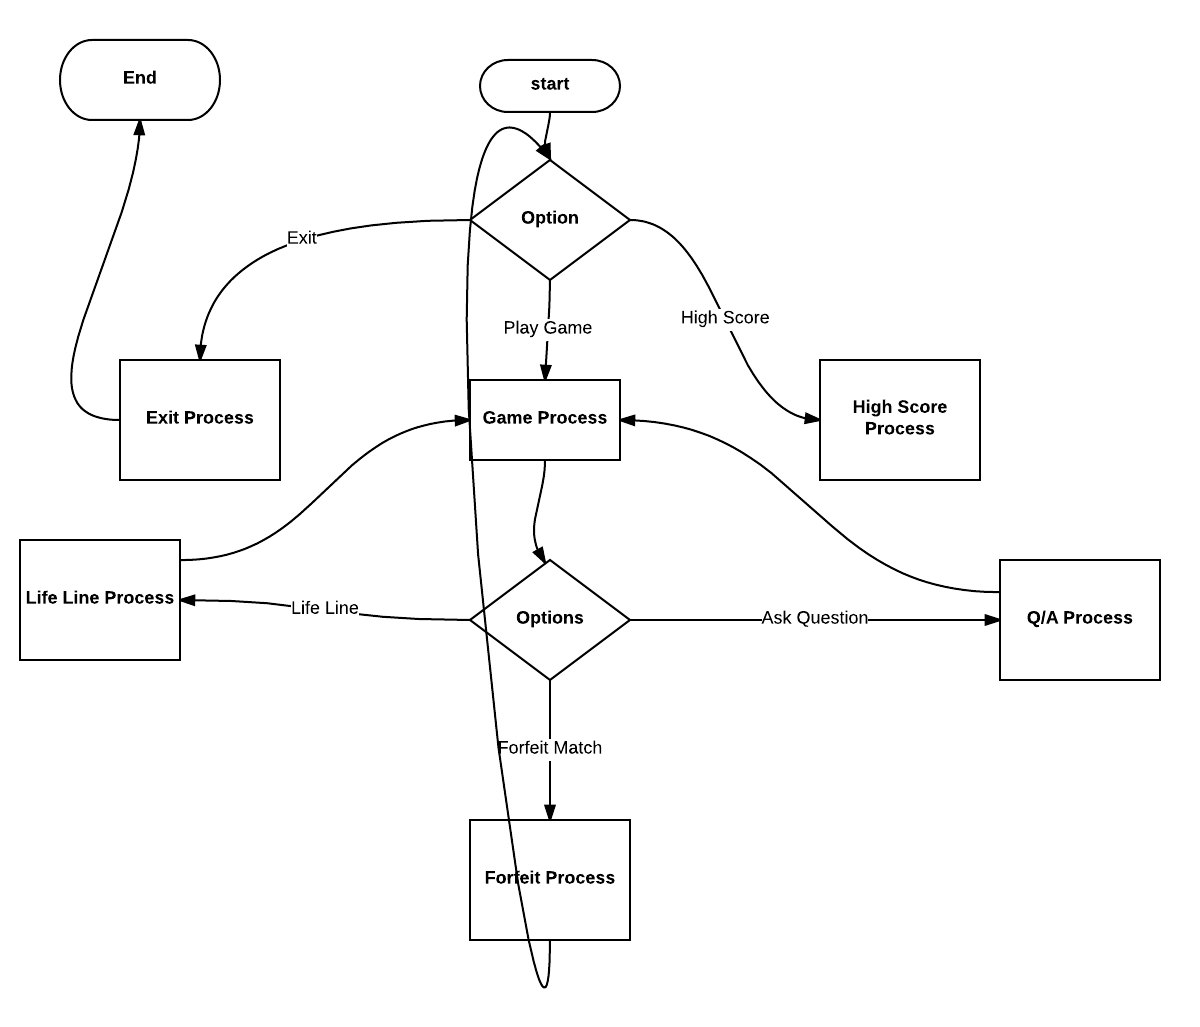 End
start
Option
Exit
High Score
Play Game
Exit Process
Game Process
High Score
Process
Life Line Process
Life Line
Options
Ask Question
Q/A Process
Forfeit Match
Forfeit Process